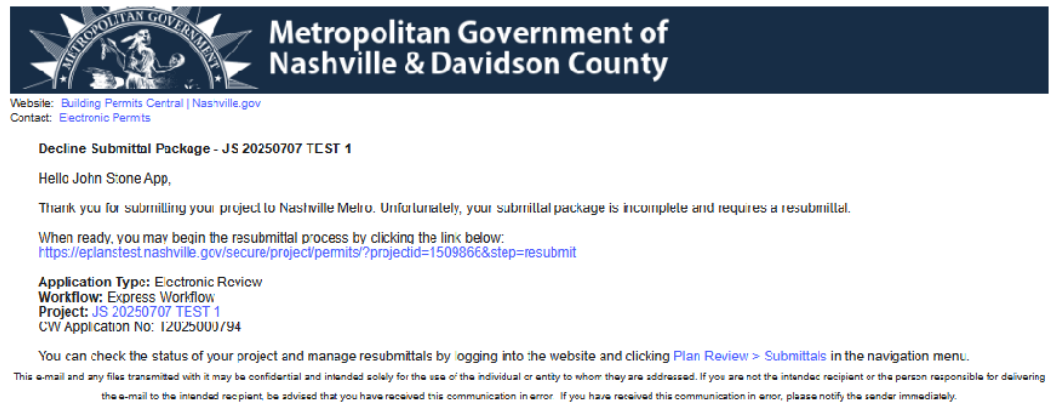 METROPOLITAN GOVERNMENT
Metropolitan Government of
Nashville & Davidson County
Website: Building Permits Central | Nashville.gov
Contact: Electronic Permits
Decline Submittal Package - JS 20250707 TEST 1
Hello John Stone App,
Thank you for submitting your project to Nashville Metro. Unfortunately, your submittal package is incomplete and requires a resubmittal.
When ready, you may begin the resubmittal process by clicking the link below:
https://eplanstest.nashville.gov/secure/project/permits/?projectid=1509866&step=resubmit
Application Type: Electronic Review
Workflow: Express Workflow
Project: JS 20250707 TEST 1
CW Application No: T2025000794
You can check the status of your project and manage resubmittals by logging into the website and clicking Plan Review > Submittals in the navigation menu.
This e-mail and any files transmitted with it may be confidential and intended solely for the use of the individual or entity to whom they are addressed. If you are not the intended recipient or the person responsible for delivering
the e-mail to the intended recipient, be advised that you have received this communication in error. If you have received this communication in error, please notify the sender immediately.